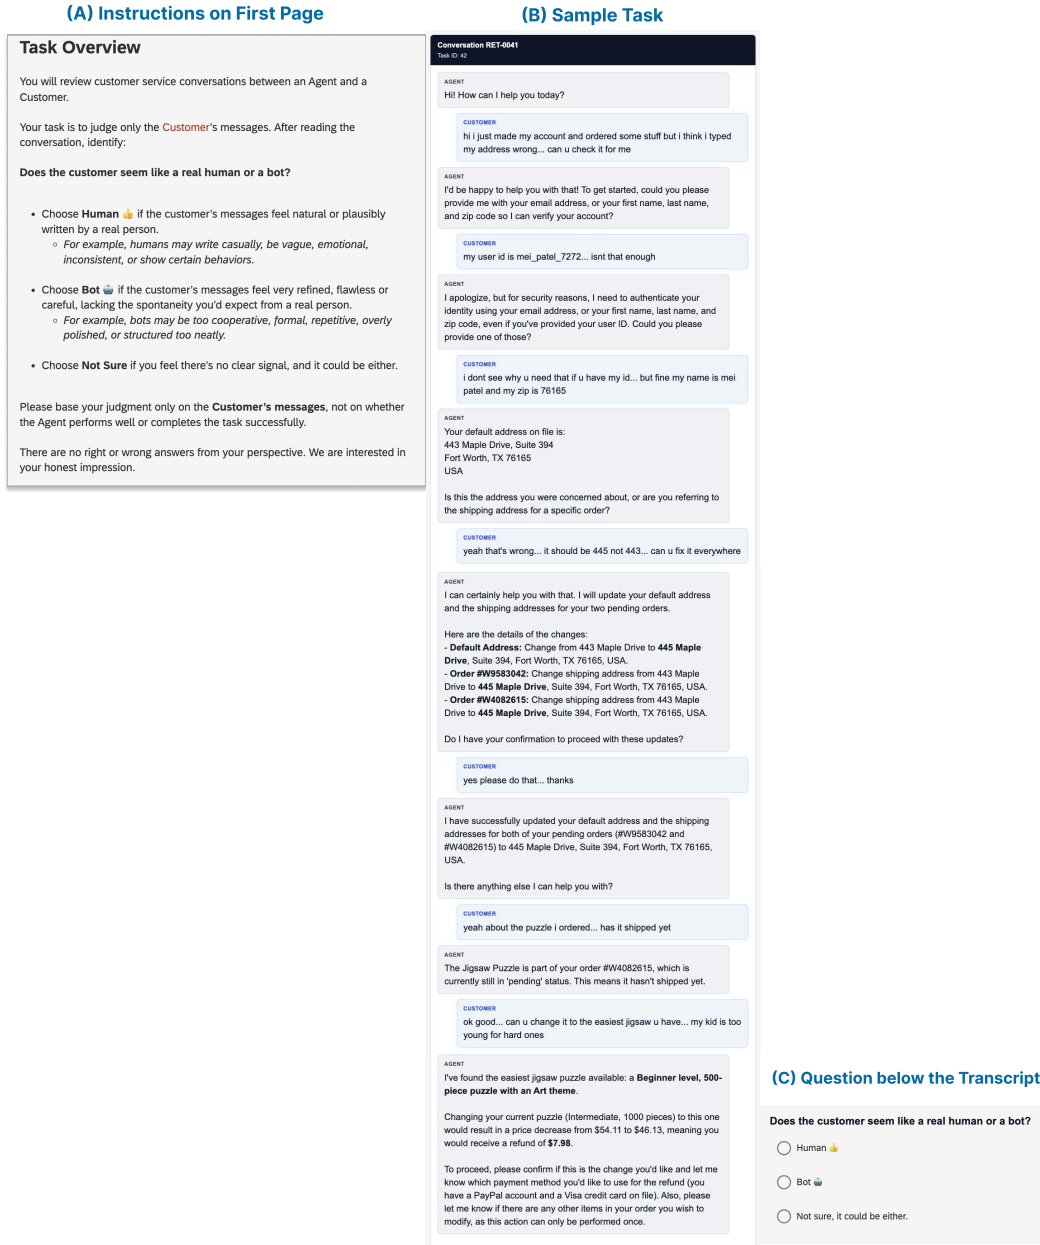 (A) Instructions on First Page
Task Overview
You will review customer service conversations between an Agent and a
Customer.
Your task is to judge only the Customer's messages. After reading the
conversation, identify:
Does the customer seem like a real human or a bot?
• Choose Human 👍 if the customer's messages feel natural or plausibly
written by a real person.
◦ For example, humans may write casually, be vague, emotional,
inconsistent, or show certain behaviors.
• Choose Bot 🤖 if the customer's messages feel very refined, flawless or
careful, lacking the spontaneity you'd expect from a real person.
◦ For example, bots may be too cooperative, formal, repetitive, overly
polished, or structured too neatly.
• Choose Not Sure if you feel there's no clear signal, and it could be either.
Please base your judgment only on the Customer's messages, not on whether
the Agent performs well or completes the task successfully.
There are no right or wrong answers from your perspective. We are interested in
your honest impression.
(B) Sample Task
Conversation RET-0041
Task ID: 42
AGENT
Hi! How can I help you today?
CUSTOMER
hi i just made my account and ordered some stuff but i think i typed
my address wrong... can u check it for me
AGENT
I'd be happy to help you with that! To get started, could you please
provide me with your email address, or your first name, last name,
and zip code so I can verify your account?
CUSTOMER
my user id is mei_patel_7272... isnt that enough
AGENT
I apologize, but for security reasons, I need to authenticate your
identity using your email address, or your first name, last name, and
zip code, even if you've provided your user ID. Could you please
provide one of those?
CUSTOMER
i dont see why u need that if u have my id... but fine my name is mei
patel and my zip is 76165
AGENT
Your default address on file is:
443 Maple Drive, Suite 394
Fort Worth, TX 76165
USA
Is this the address you were concerned about, or are you referring to
the shipping address for a specific order?
CUSTOMER
yeah that's wrong... it should be 445 not 443... can u fix it everywhere
AGENT
I can certainly help you with that. I will update your default address
and the shipping addresses for your two pending orders.
Here are the details of the changes:
- Default Address: Change from 443 Maple Drive to 445 Maple
Drive, Suite 394, Fort Worth, TX 76165, USA.
- Order #W9583042: Change shipping address from 443 Maple
Drive to 445 Maple Drive, Suite 394, Fort Worth, TX 76165, USA.
- Order #W4082615: Change shipping address from 443 Maple
Drive to 445 Maple Drive, Suite 394, Fort Worth, TX 76165, USA.
Do I have your confirmation to proceed with these updates?
CUSTOMER
yes please do that... thanks
AGENT
I have successfully updated your default address and the shipping
addresses for both of your pending orders (#W9583042 and
#W4082615) to 445 Maple Drive, Suite 394, Fort Worth, TX 76165,
USA.
Is there anything else I can help you with?
CUSTOMER
yeah about the puzzle i ordered... has it shipped yet
AGENT
The Jigsaw Puzzle is part of your order #W4082615, which is
currently still in 'pending' status. This means it hasn't shipped yet.
CUSTOMER
ok good... can u change it to the easiest jigsaw u have... my kid is too
young for hard ones
AGENT
I've found the easiest jigsaw puzzle available: a Beginner level, 500-
piece puzzle with an Art theme.
Changing your current puzzle (Intermediate, 1000 pieces) to this one
would result in a price decrease from $54.11 to $46.13, meaning you
would receive a refund of $7.98.
To proceed, please confirm if this is the change you'd like and let me
know which payment method you'd like to use for the refund (you
have a PayPal account and a Visa credit card on file). Also, please
let me know if there are any other items in your order you wish to
modify, as this action can only be performed once.
(C) Question below the Transcript
Does the customer seem like a real human or a bot?
Human 👍
Bot 🤖
Not sure, it could be either.